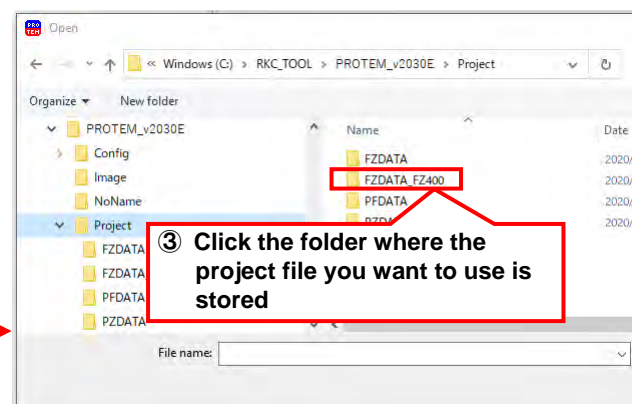 PRO
TEM
Open
« Windows (C:) › RKC_TOOL › PROTEM_v2030E › Project
Organize
New folder
PROTEM_v2030E
Config
Image
NoName
Project
FZDATA
FZDATA
PFDATA
PZDATA
Name
Date
FZDATA
2020/
FZDATA_FZ400
2020/
PFDATA
2020/
PZDA
2020/
③ Click the folder where the
project file you want to use is
stored
File name: